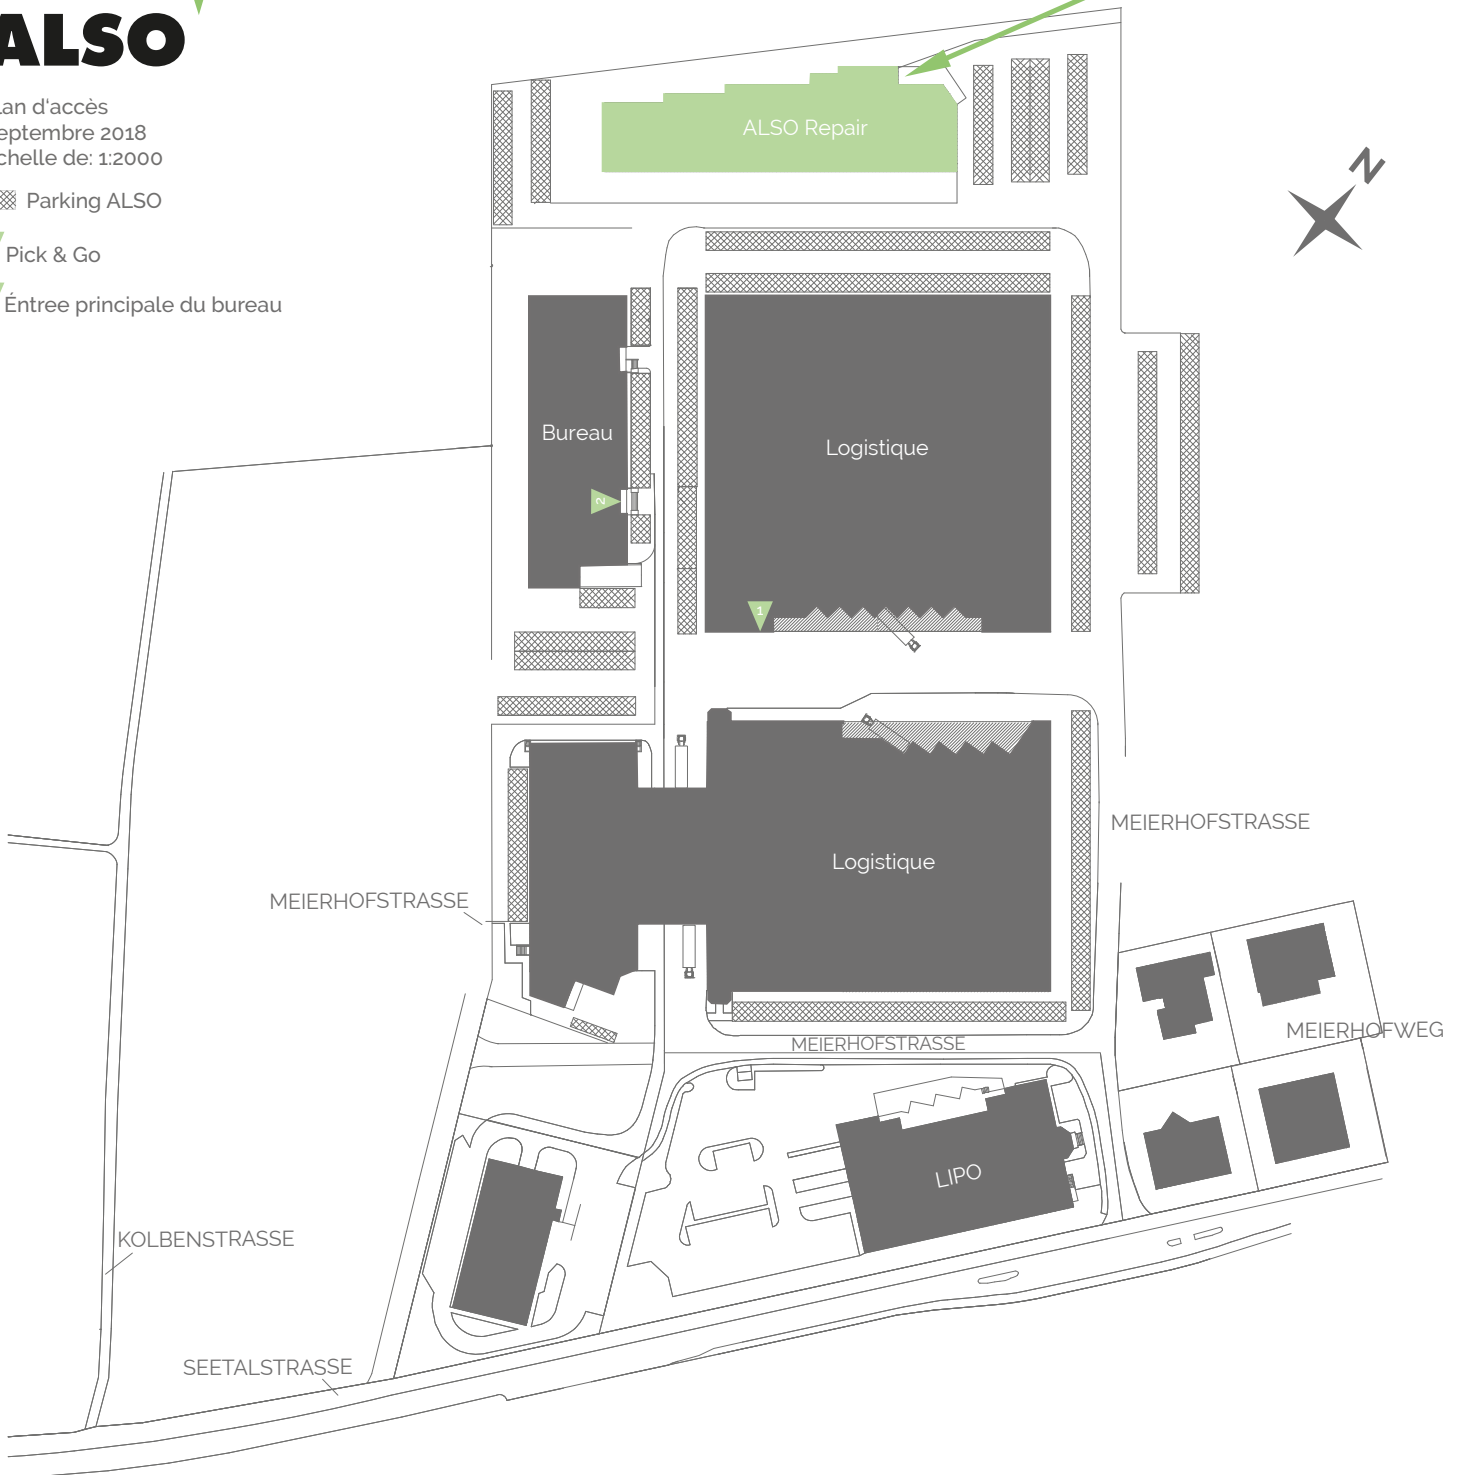 ALSO
lan d'accès
eptembre 2018
chelle de: 1:2000
Parking ALSO
Pick & Go
Éntree principale du bureau
ALSO Repair
N
Bureau
Logistique
2
1
MEIERHOFSTRASSE
Logistique
MEIERHOFSTRASSE
MEIERHOFWEG
MEIERHOFSTRASSE
LIPO
KOLBENSTRASSE
SEETALSTRASSE